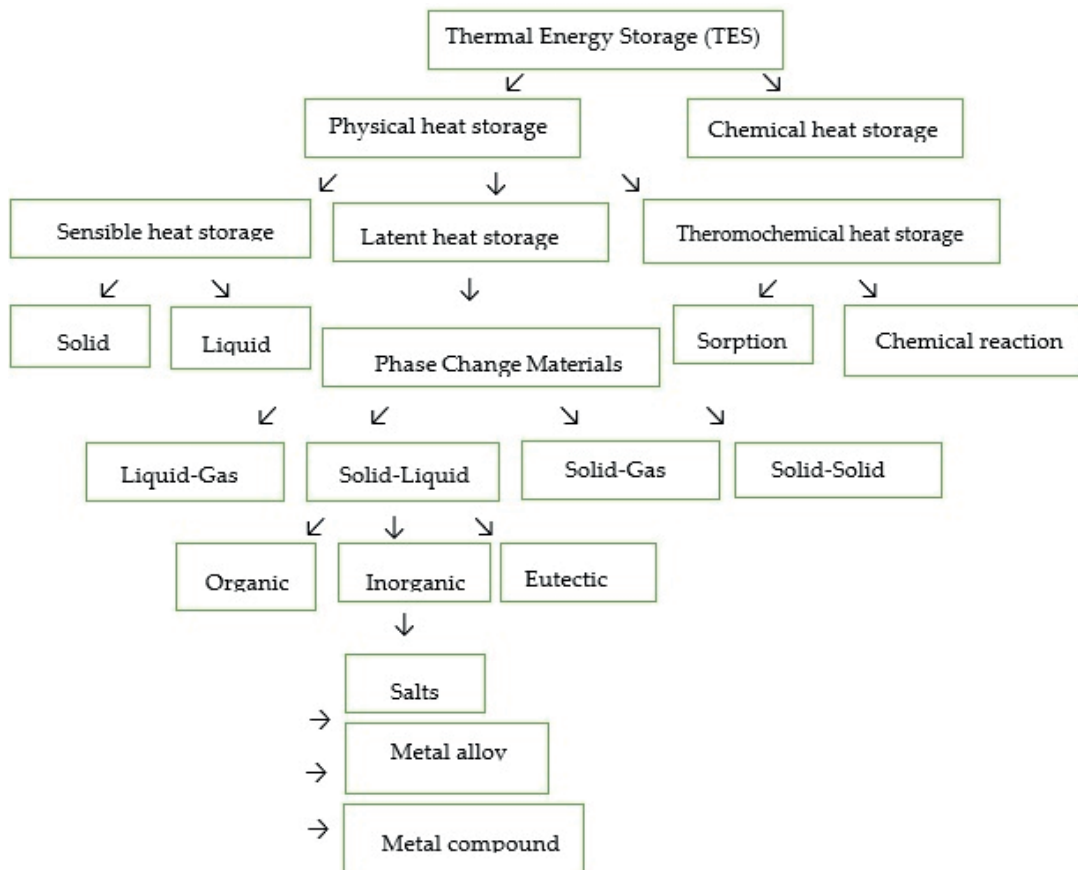 Thermal Energy Storage (TES)
Physical heat storage
Chemical heat storage
Sensible heat storage
Latent heat storage
Theromochemical heat storage
Solid
Liquid
Phase Change Materials
Sorption
Chemical reaction
Liquid-Gas
Solid-Liquid
Solid-Gas
Solid-Solid
Organic
Inorganic
Eutectic
Salts
Metal alloy
Metal compound